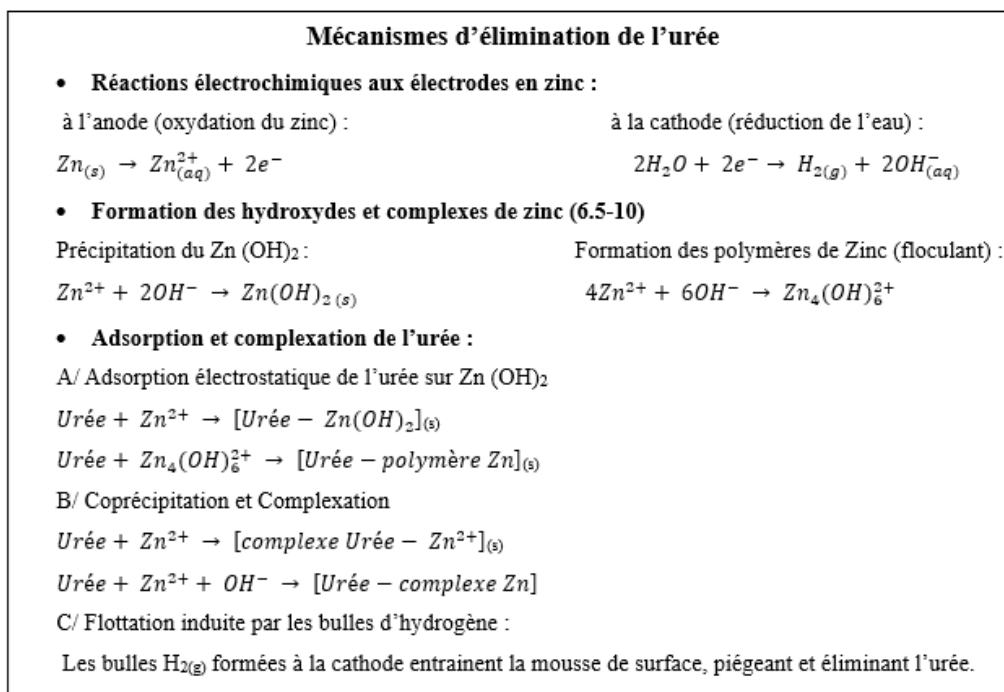 Mécanismes d’élimination de l’urée
• Réactions électrochimiques aux électrodes en zinc :
à l’anode (oxydation du zinc) : à la cathode (réduction de l’eau) :
Zn₍ₛ₎ → Zn²⁺₍aq₎ + 2e⁻ 2H₂O + 2e⁻ → H₂₍g₎ + 2OH⁻₍aq₎
• Formation des hydroxydes et complexes de zinc (6.5-10)
Précipitation du Zn (OH)₂ : Formation des polymères de Zinc (floculant) :
Zn²⁺ + 2OH⁻ → Zn(OH)₂ ₍ₛ₎ 4Zn²⁺ + 6OH⁻ → Zn₄(OH)₆²⁺
• Adsorption et complexation de l’urée :
A/ Adsorption électrostatique de l’urée sur Zn (OH)₂
Urée + Zn²⁺ → [Urée − Zn(OH)₂]₍ₛ₎
Urée + Zn₄(OH)₆²⁺ → [Urée − polymère Zn]₍ₛ₎
B/ Coprécipitation et Complexation
Urée + Zn²⁺ → [complexe Urée − Zn²⁺]₍ₛ₎
Urée + Zn²⁺ + OH⁻ → [Urée − complexe Zn]
C/ Flottation induite par les bulles d’hydrogène :
Les bulles H₂₍g₎ formées à la cathode entrainent la mousse de surface, piégeant et éliminant l’urée.